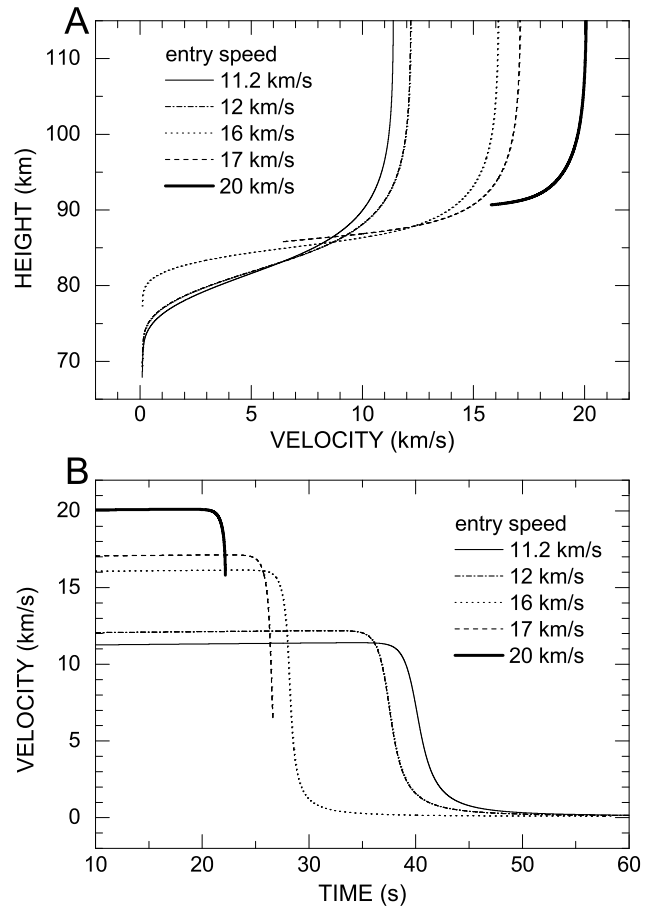 A
entry speed
11.2 km/s
12 km/s
16 km/s
17 km/s
20 km/s
110
100
90
80
70
HEIGHT (km)
0 5 10 15 20
VELOCITY (km/s)
B
entry speed
11.2 km/s
12 km/s
16 km/s
17 km/s
20 km/s
20
15
10
5
0
VELOCITY (km/s)
10 20 30 40 50 60
TIME (s)